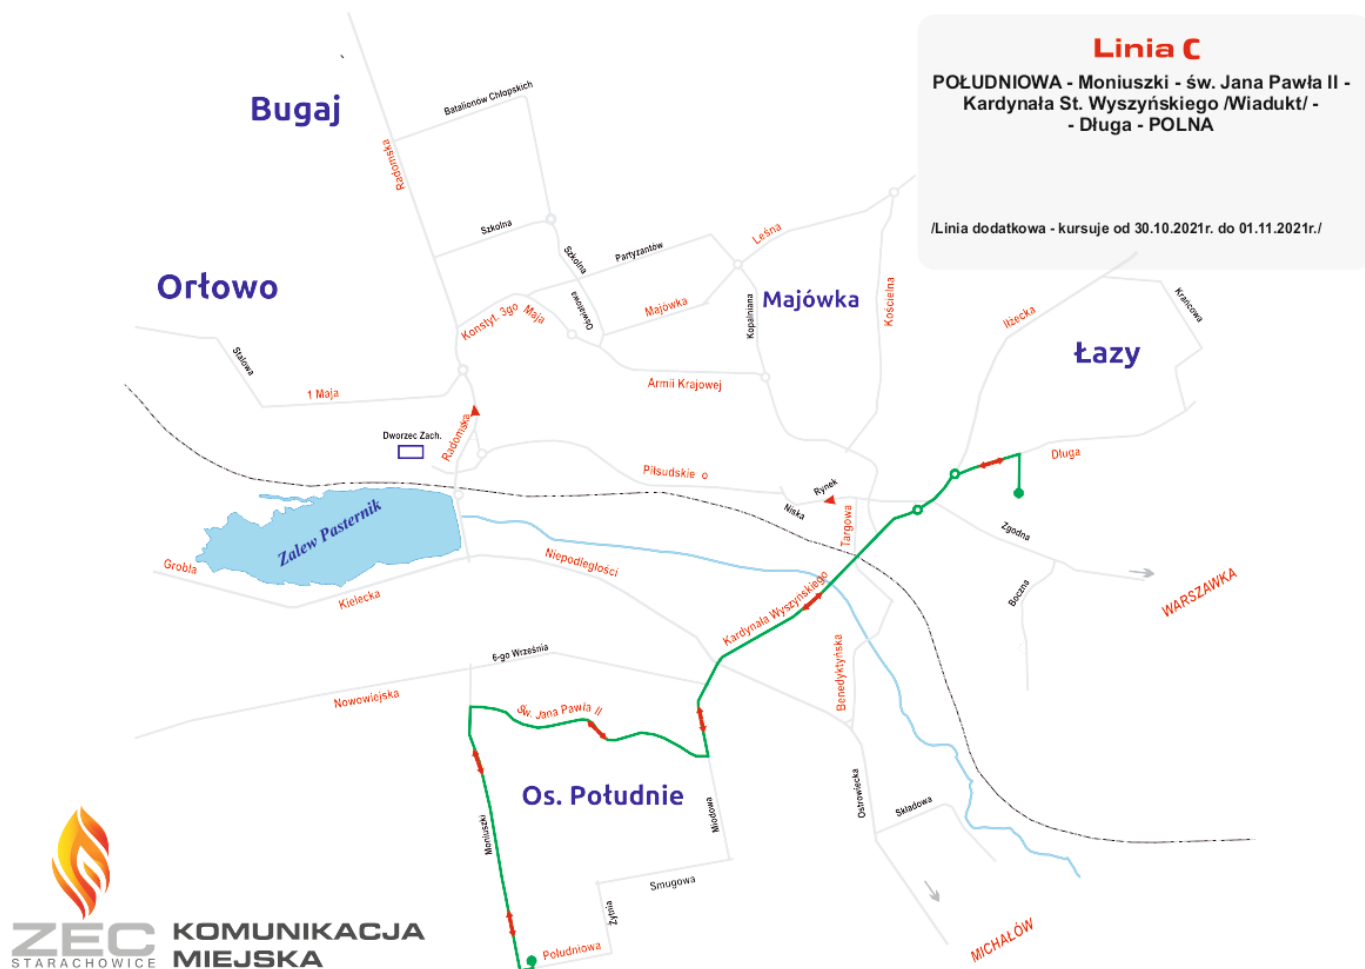 Linia C
POŁUDNIOWA - Moniuszki - św. Jana Pawła II -
Kardynała St. Wyszyńskiego /Wiadukt/ -
- Długa - POLNA
/Linia dodatkowa - kursuje od 30.10.2021r. do 01.11.2021r./
Bugaj
Batalionów Chłopskich
Radomska
Szkolna
Szkolna
Partyzantów
Leśna
Orłowo
Konstyt. 3go Maja
Oświatowa
Majówka
Majówka
Kopalniana
Kościelna
Iłżecka
Krańcowa
Łazy
Stalowa
1 Maja
Armii Krajowej
Dworzec Zach.
Radomska
Piłsudskie o
Rynek
Niska
Targowa
Długa
Zgodna
Boczna
WARSZAWKA
Zalew Pasternik
Grobla
Kielecka
Niepodległości
Kardynała Wyszyńskiego
6-go Września
Nowowiejska
Św. Jana Pawla II
Benedyktyńska
Os. Południe
Moniuszki
Miodowa
Ostrowiecka
Składowa
Smugowa
Żytnia
Południowa
MICHAŁÓW
ZEC
STARACHOWICE
KOMUNIKACJA
MIEJSKA